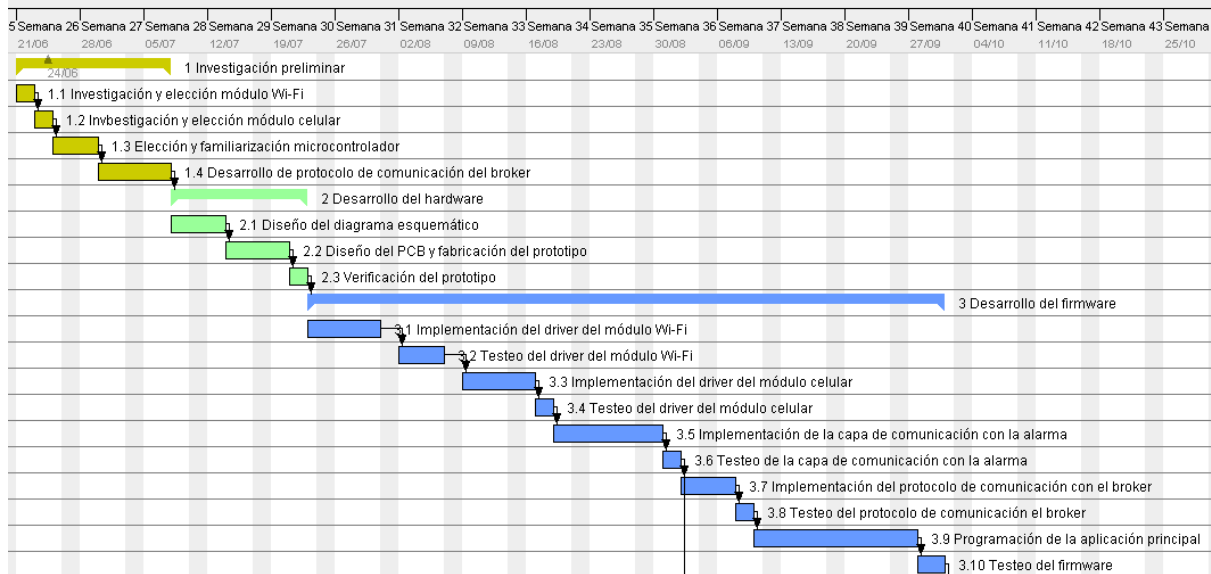 5 Semana 26 Semana 27 Semana 28 Semana 29 Semana 30 Semana 31 Semana 32 Semana 33 Semana 34 Semana 35 Semana 36 Semana 37 Semana 38 Semana 39 Semana 40 Semana 41 Semana 42 Semana 43 Semana
21/06 28/06 05/07 12/07 19/07 26/07 02/08 09/08 16/08 23/08 30/08 06/09 13/09 20/09 27/09 04/10 11/10 18/10 25/10
1 Investigación preliminar
24/06
1.1 Investigación y elección módulo Wi-Fi
1.2 Invbestigación y elección módulo celular
1.3 Elección y familiarización microcontrolador
1.4 Desarrollo de protocolo de comunicación del broker
2 Desarrollo del hardware
2.1 Diseño del diagrama esquemático
2.2 Diseño del PCB y fabricación del prototipo
2.3 Verificación del prototipo
3 Desarrollo del firmware
3.1 Implementación del driver del módulo Wi-Fi
3.2 Testeo del driver del módulo Wi-Fi
3.3 Implementación del driver del módulo celular
3.4 Testeo del driver del módulo celular
3.5 Implementación de la capa de comunicación con la alarma
3.6 Testeo de la capa de comunicación con la alarma
3.7 Implementación del protocolo de comunicación con el broker
3.8 Testeo del protocolo de comunicación el broker
3.9 Programación de la aplicación principal
3.10 Testeo del firmware